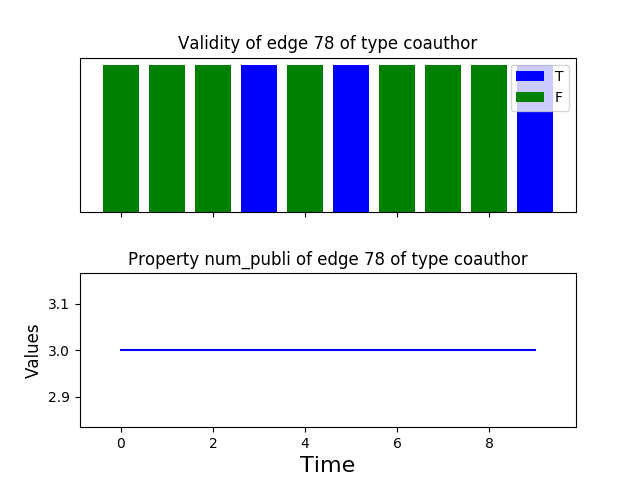 Validity of edge 78 of type coauthor
T
F
Property num_publi of edge 78 of type coauthor
3.1
3.0
2.9
Values
0 2 4 6 8
Time